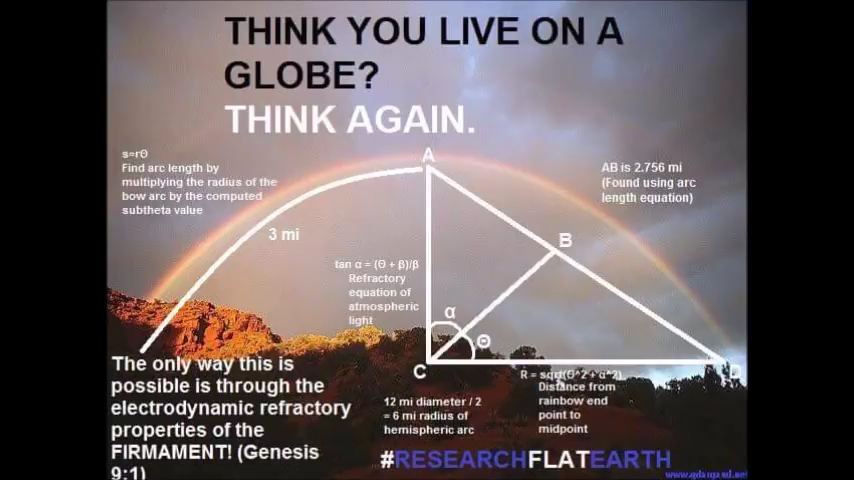 THINK YOU LIVE ON A
GLOBE?
THINK AGAIN.
s=rΘ
Find arc length by
multiplying the radius of the
bow arc by the computed
subtheta value
A
AB is 2.756 mi
(Found using arc
length equation)
3 mi
B
tan α = (Θ + β)/β
Refractory
equation of
atmospheric
light
α
Θ
C
D
The only way this is
possible is through the
electrodynamic refractory
properties of the
FIRMAMENT! (Genesis
9:1)
12 mi diameter / 2
= 6 mi radius of
hemispheric arc
R = sqrt(Θ^2 + α^2)
Distance from
rainbow end
point to
midpoint
#RESEARCHFLATEARTH